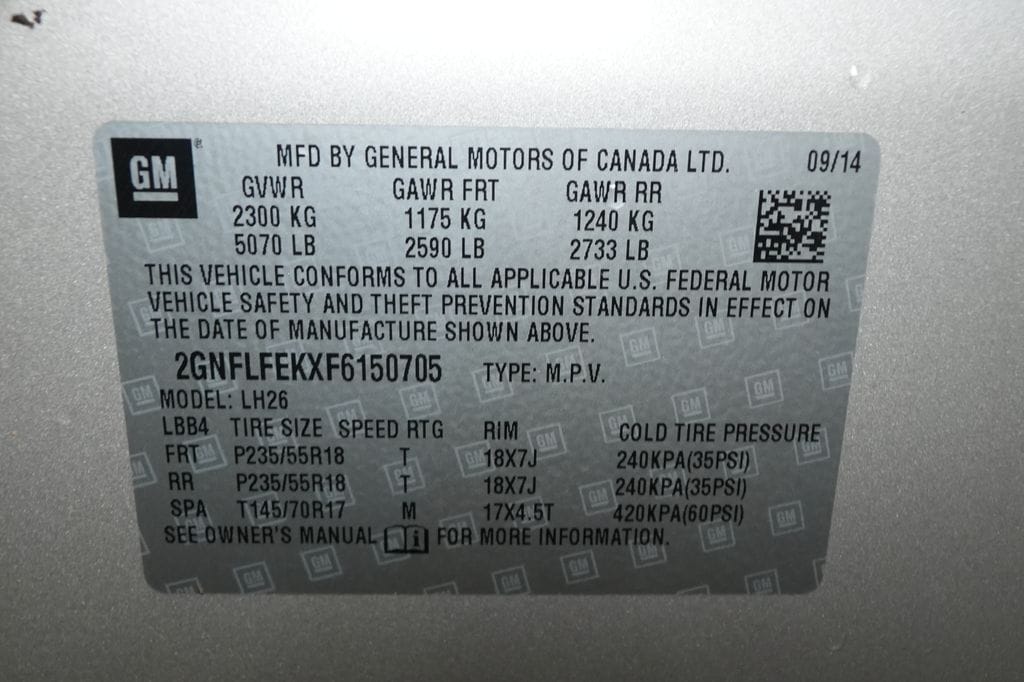 GM
MFD BY GENERAL MOTORS OF CANADA LTD. 09/14
GVWR GAWR FRT GAWR RR
2300 KG 1175 KG 1240 KG
5070 LB 2590 LB 2733 LB
THIS VEHICLE CONFORMS TO ALL APPLICABLE U.S. FEDERAL MOTOR
VEHICLE SAFETY AND THEFT PREVENTION STANDARDS IN EFFECT ON
THE DATE OF MANUFACTURE SHOWN ABOVE.
2GNFLFEKXF6150705 TYPE: M.P.V.
MODEL: LH26
LBB4 TIRE SIZE SPEED RTG RIM COLD TIRE PRESSURE
FRT P235/55R18 T 18X7J 240KPA(35PSI)
RR P235/55R18 T 18X7J 240KPA(35PSI)
SPA T145/70R17 M 17X4.5T 420KPA(60PSI)
SEE OWNER'S MANUAL i FOR MORE INFORMATION.